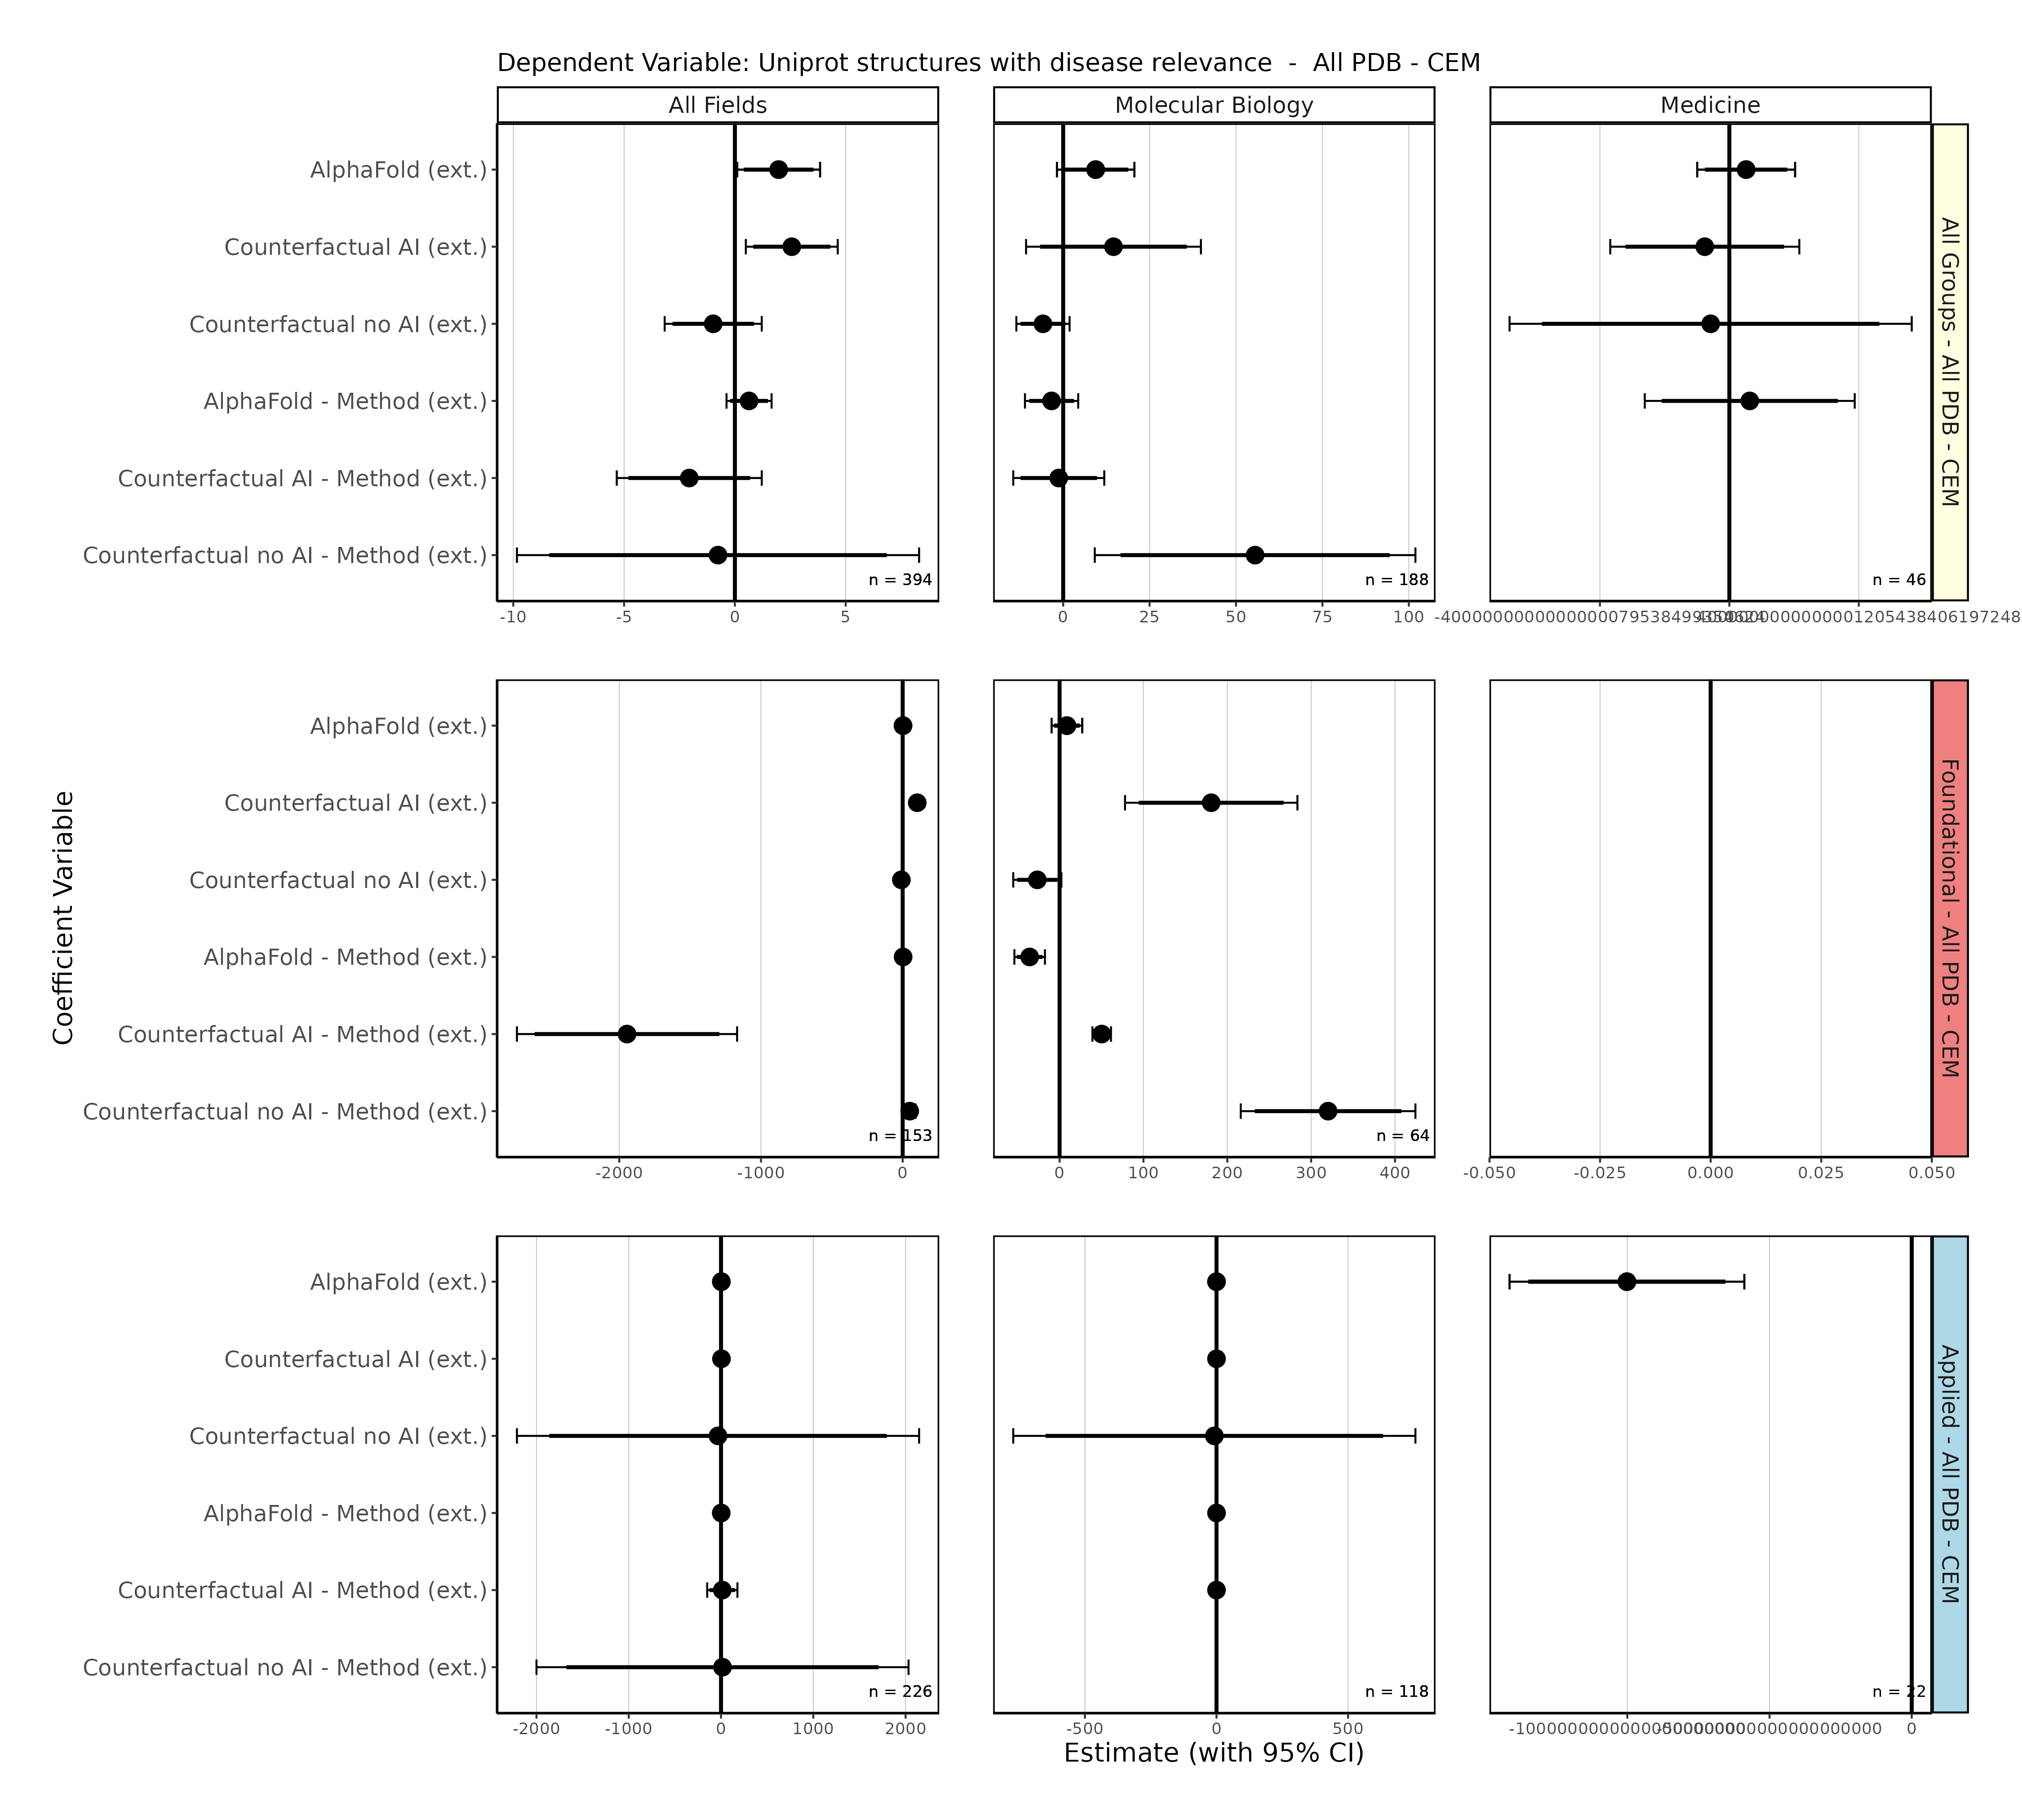 Dependent Variable: Uniprot structures with disease relevance - All PDB - CEM
All Fields
Molecular Biology
Medicine
AlphaFold (ext.)
Counterfactual AI (ext.)
Counterfactual no AI (ext.)
AlphaFold - Method (ext.)
Counterfactual AI - Method (ext.)
Counterfactual no AI - Method (ext.)
n = 394
n = 188
n = 46
All Groups - All PDB - CEM
-10 -5 0 5
0 25 50 75 100
Coefficient Variable
AlphaFold (ext.)
Counterfactual AI (ext.)
Counterfactual no AI (ext.)
AlphaFold - Method (ext.)
Counterfactual AI - Method (ext.)
Counterfactual no AI - Method (ext.)
n = 153
n = 64
Foundational - All PDB - CEM
-2000 -1000 0
0 100 200 300 400
-0.050 -0.025 0.000 0.025 0.050
AlphaFold (ext.)
Counterfactual AI (ext.)
Counterfactual no AI (ext.)
AlphaFold - Method (ext.)
Counterfactual AI - Method (ext.)
Counterfactual no AI - Method (ext.)
n = 226
n = 118
n = 22
Applied - All PDB - CEM
-2000 -1000 0 1000 2000
-500 0 500
0
Estimate (with 95% CI)